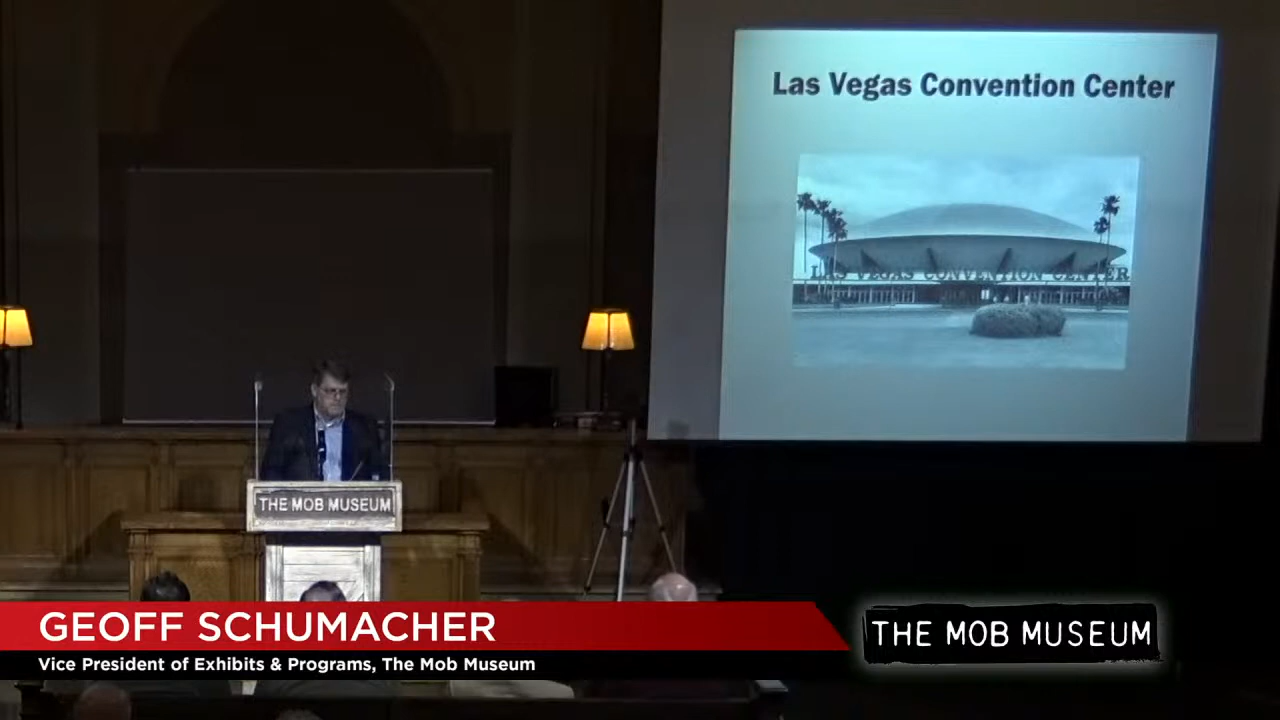 Las Vegas Convention Center
LAS VEGAS CONVENTION CENTER
THE MOB MUSEUM
GEOFF SCHUMACHER
Vice President of Exhibits & Programs, The Mob Museum
THE MOB MUSEUM